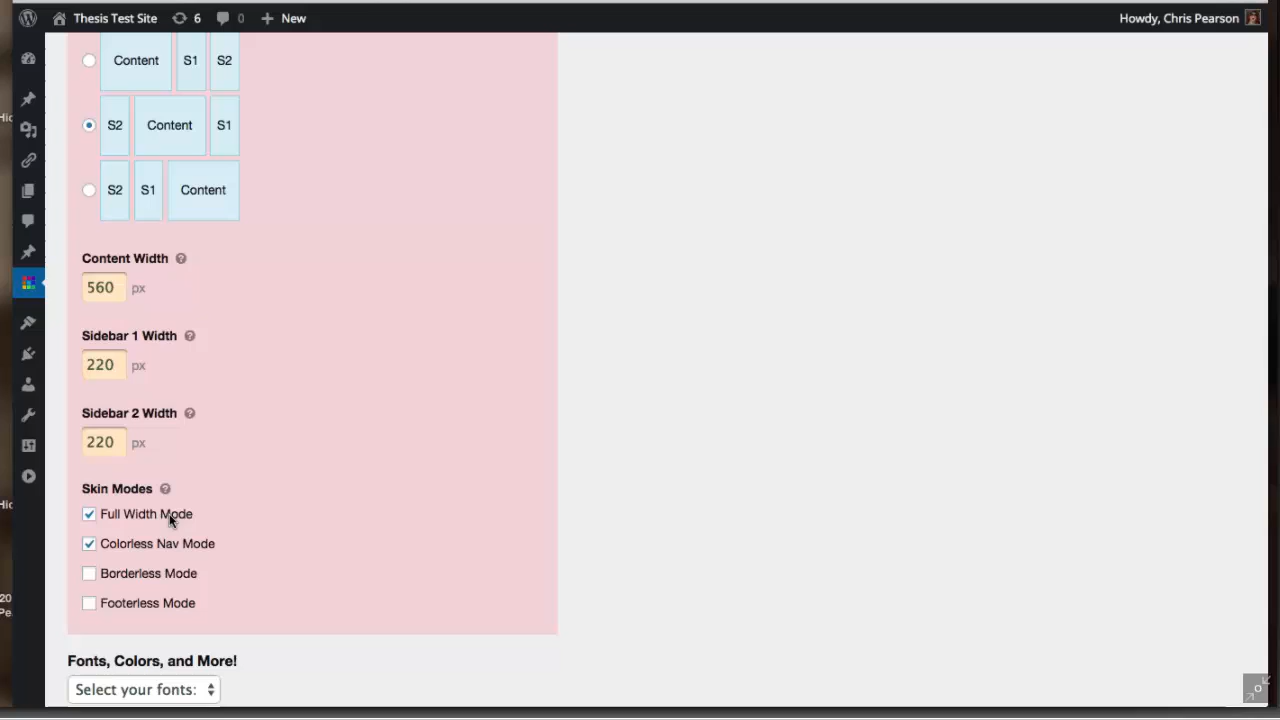 Thesis Test Site 6 0 New Howdy, Chris Pearson
Content S1 S2
S2 Content S1
S2 S1 Content
Content Width ?
560 px
Sidebar 1 Width ?
220 px
Sidebar 2 Width ?
220 px
Skin Modes ?
Full Width Mode
Colorless Nav Mode
Borderless Mode
Footerless Mode
Fonts, Colors, and More!
Select your fonts: